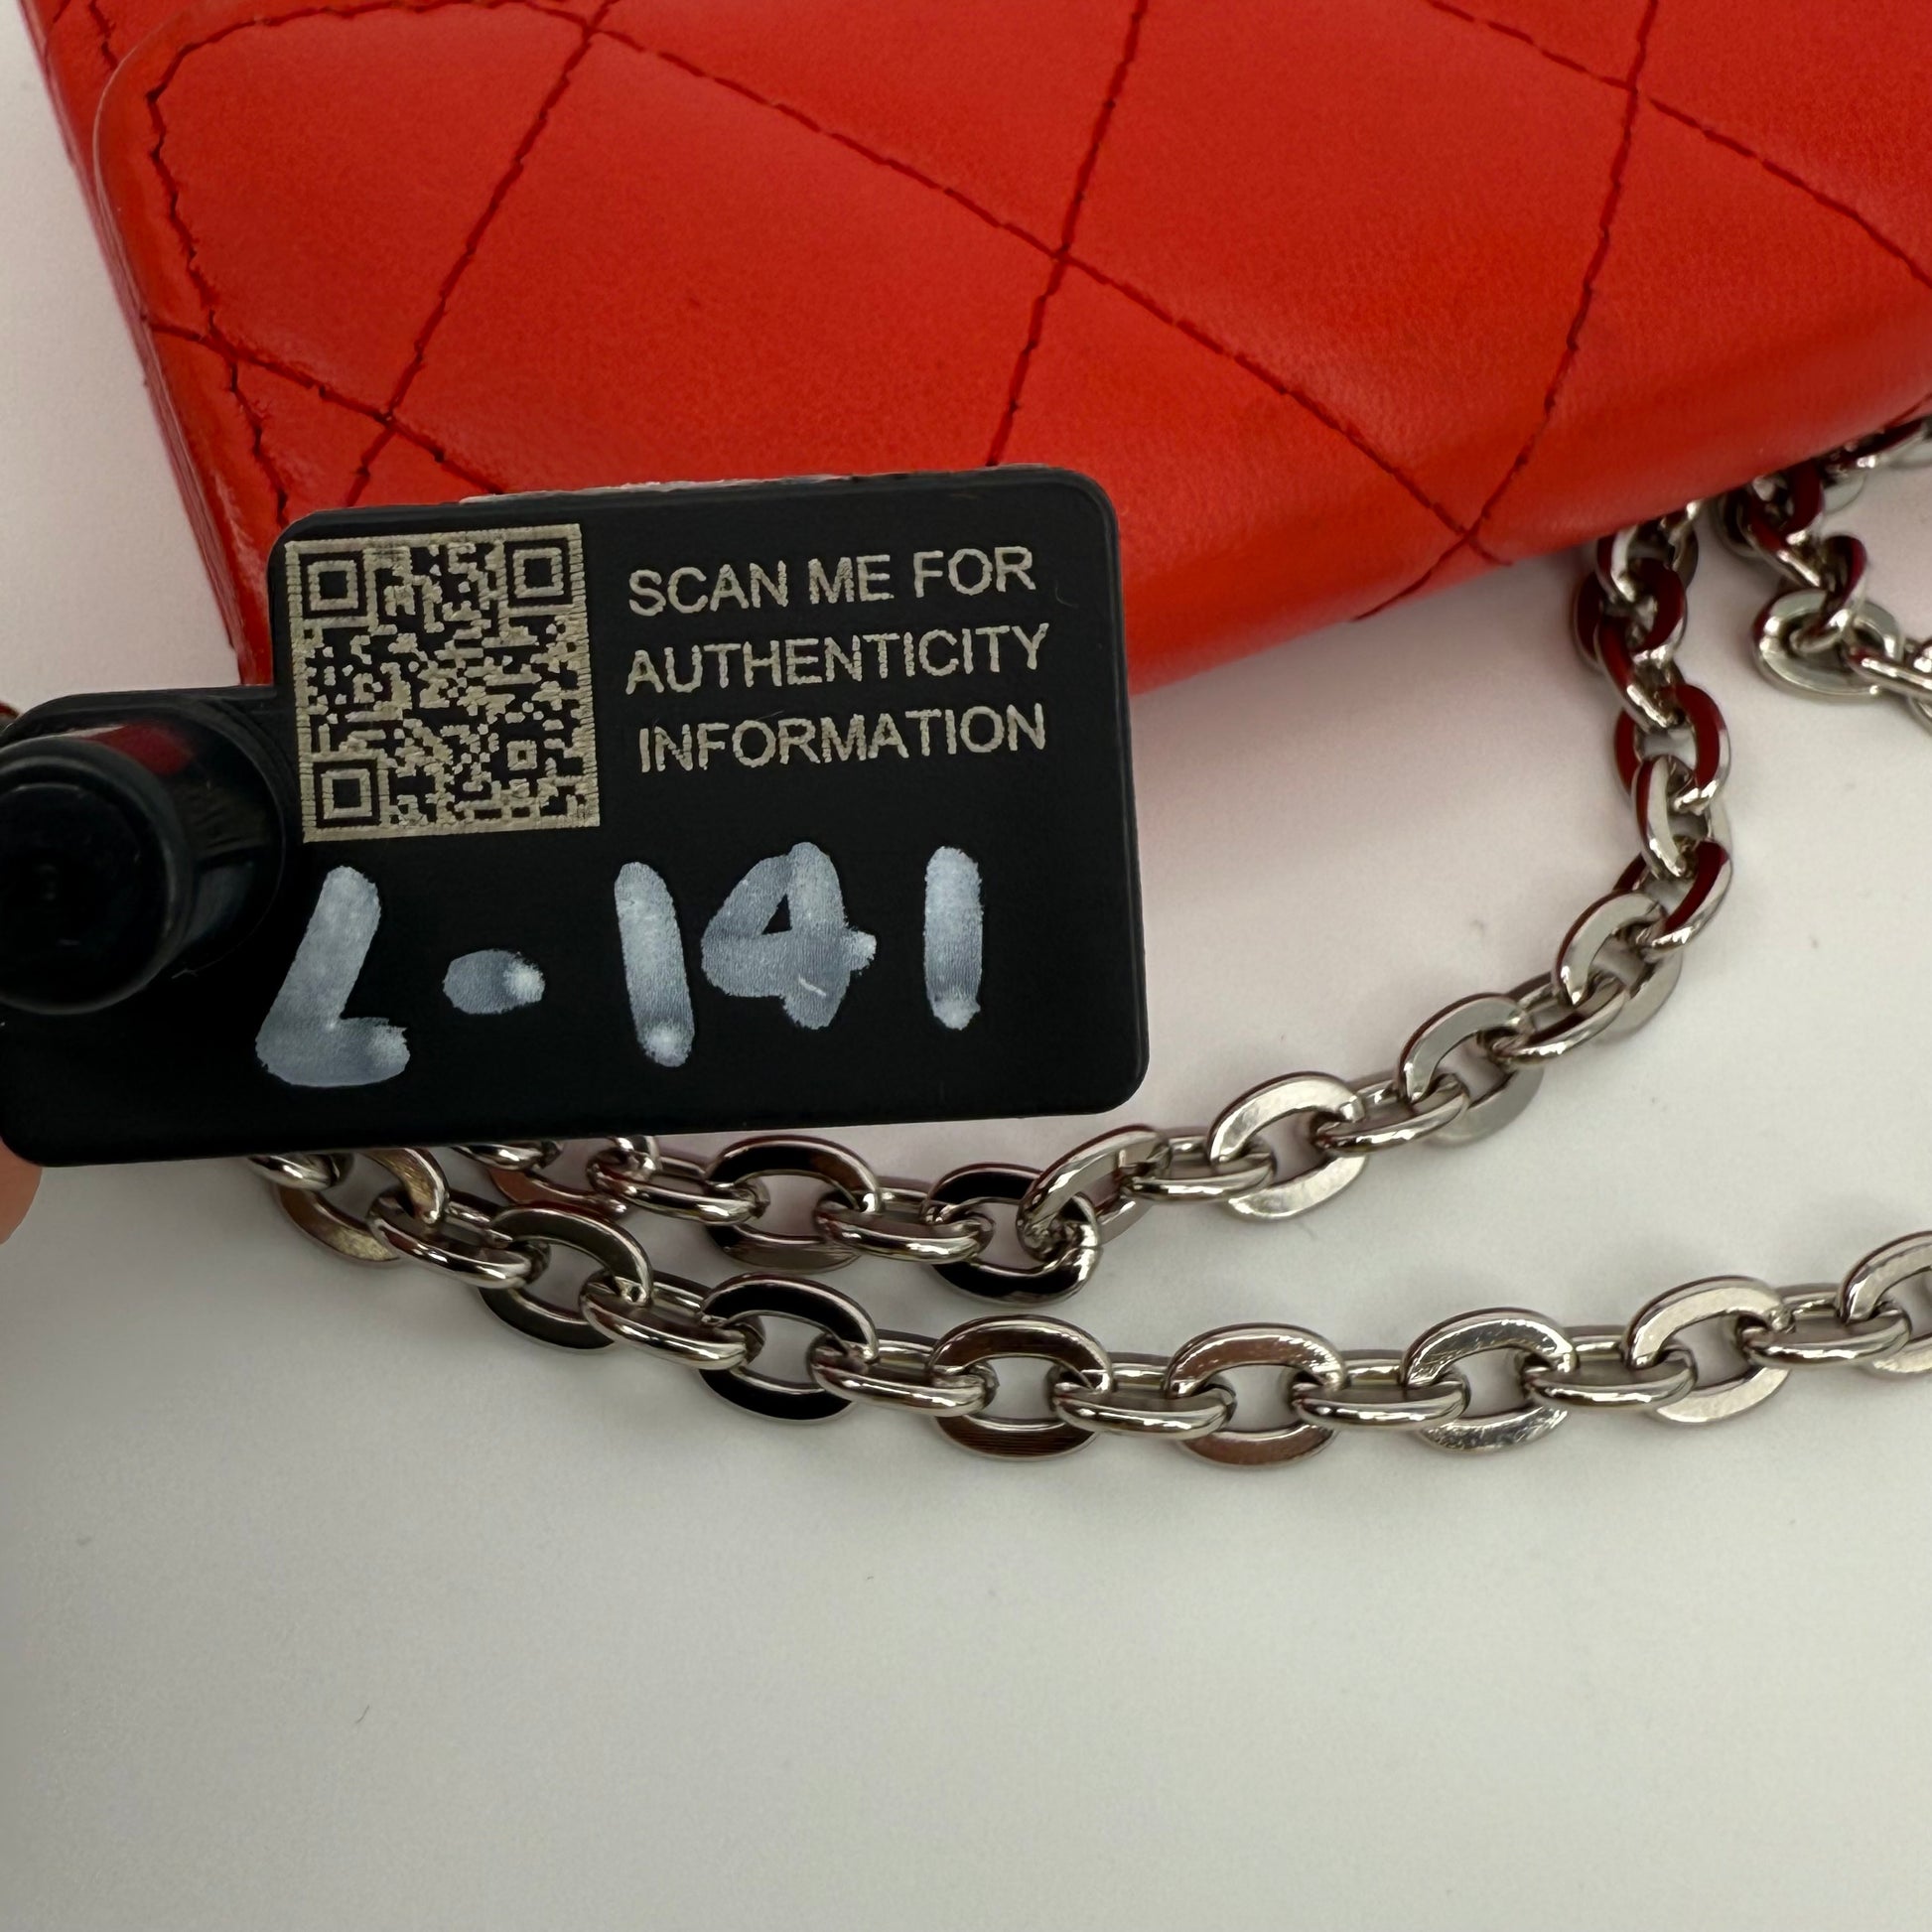 SCAN ME FOR
AUTHENTICITY
INFORMATION
L-141